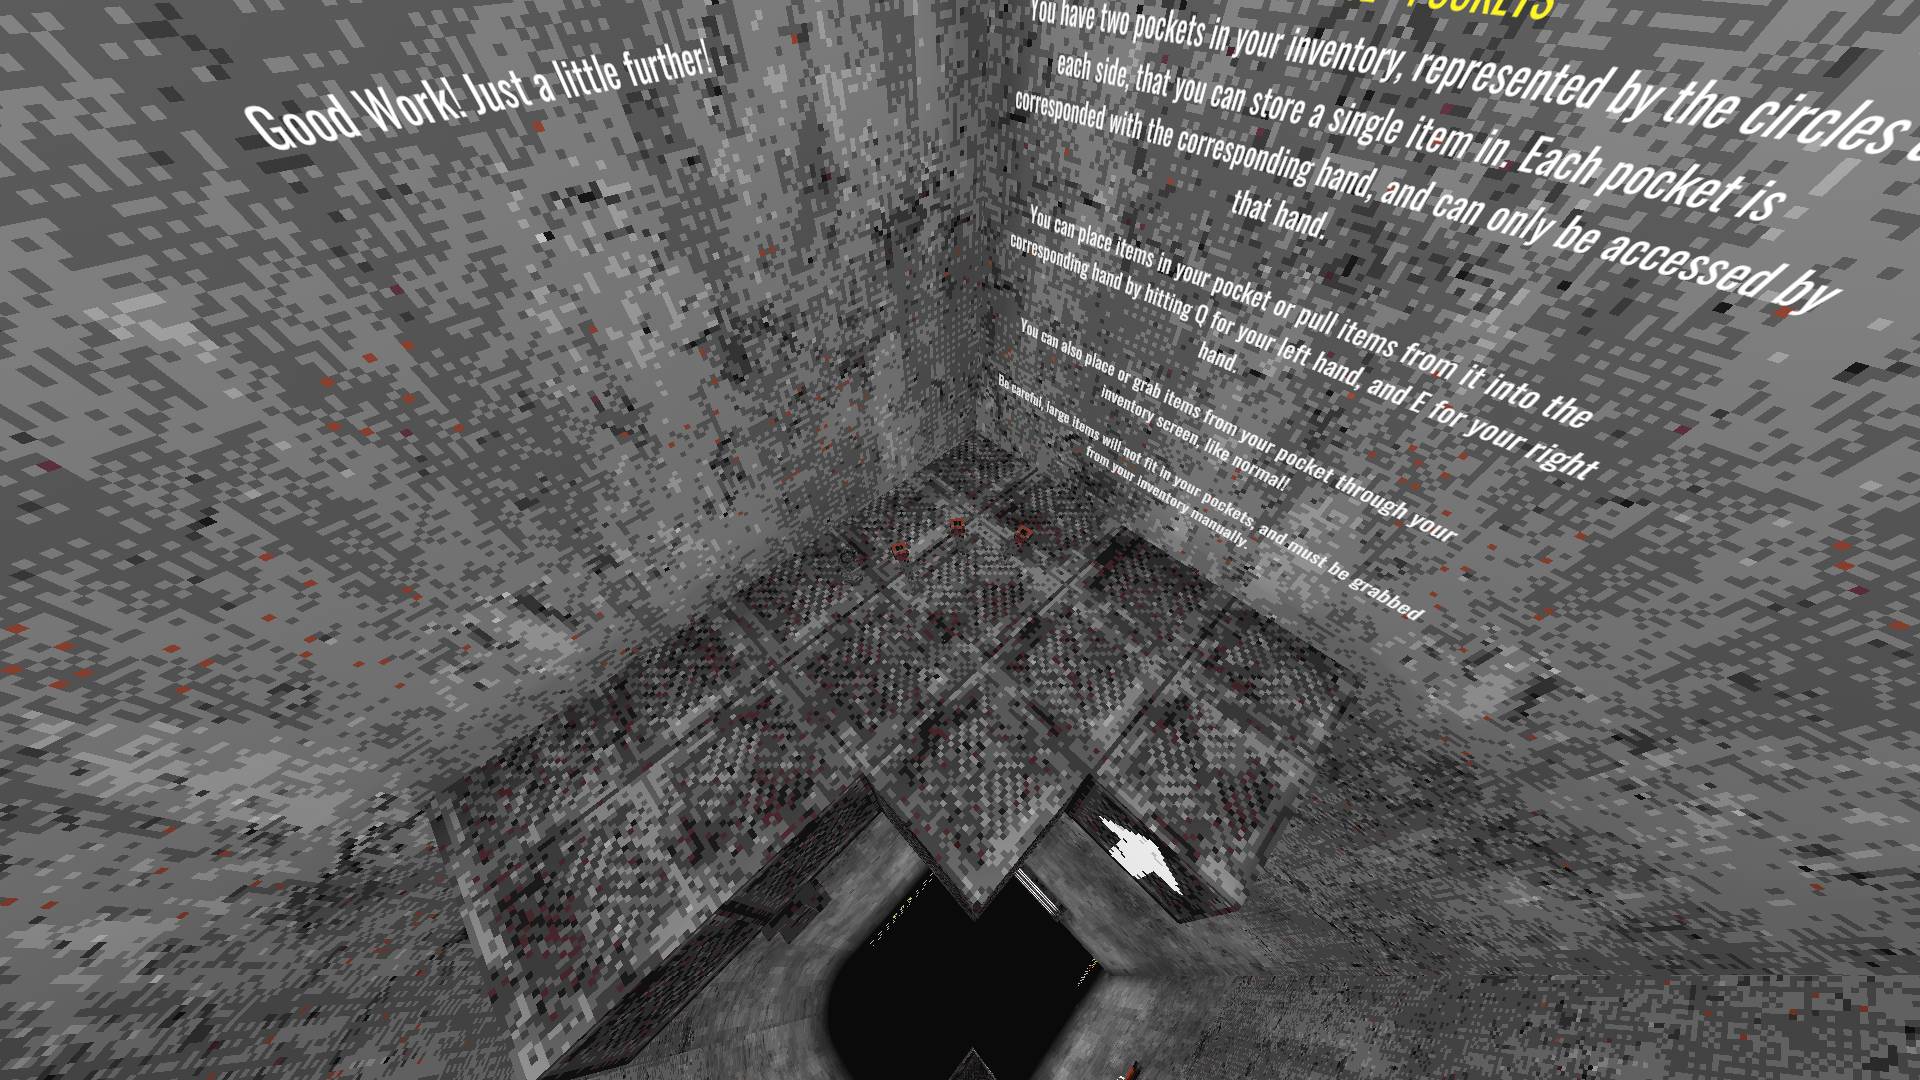 Good Work! Just a little further!
POCKETS
You have two pockets in your inventory, represented by the circles
each side, that you can store a single item in. Each pocket is
corresponded with the corresponding hand, and can only be accessed by
that hand.
You can place items in your pocket or pull items from it into the
corresponding hand by hitting Q for your left hand, and E for your right
hand.
You can also place or grab items from your pocket through your
inventory screen, like normal!
Be careful, large items will not fit in your pockets, and must be grabbed
from your inventory manually.